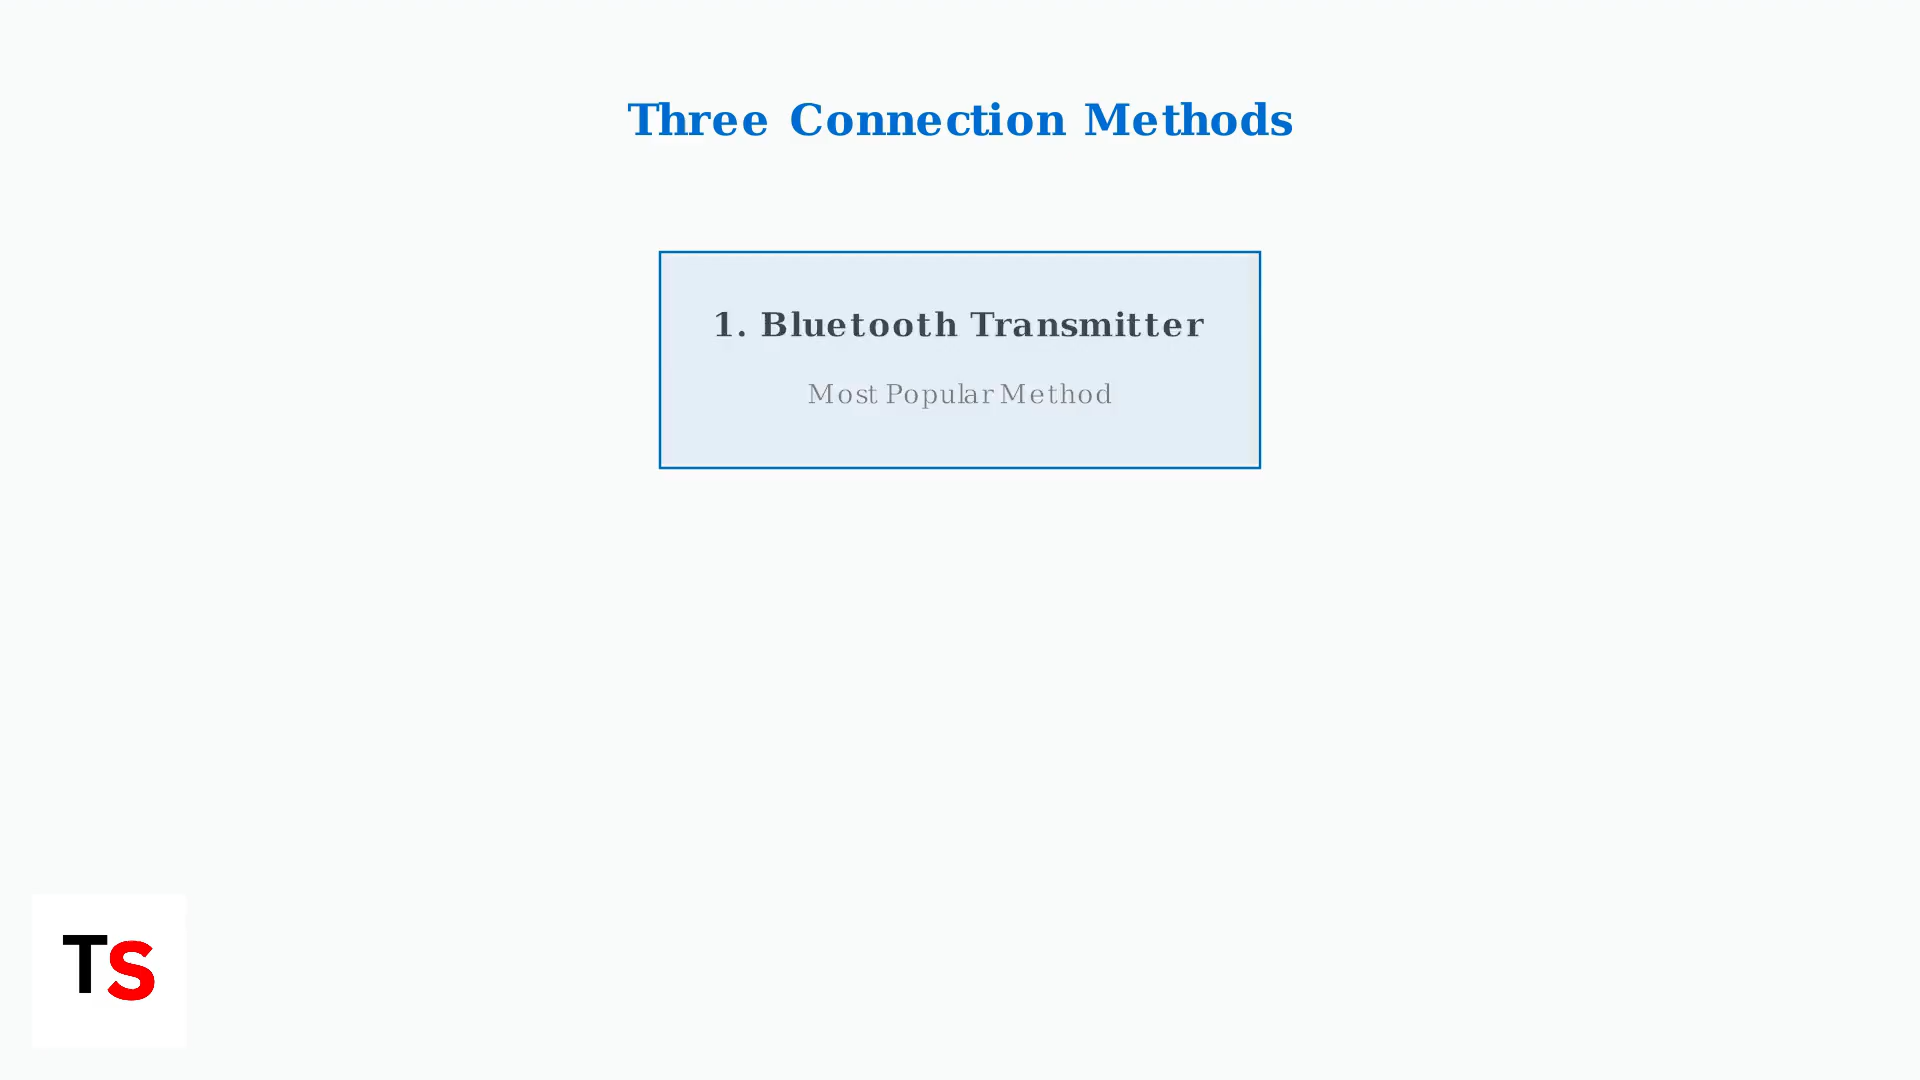 Three Connection Methods
1. Bluetooth Transmitter
Most Popular Method
Ts